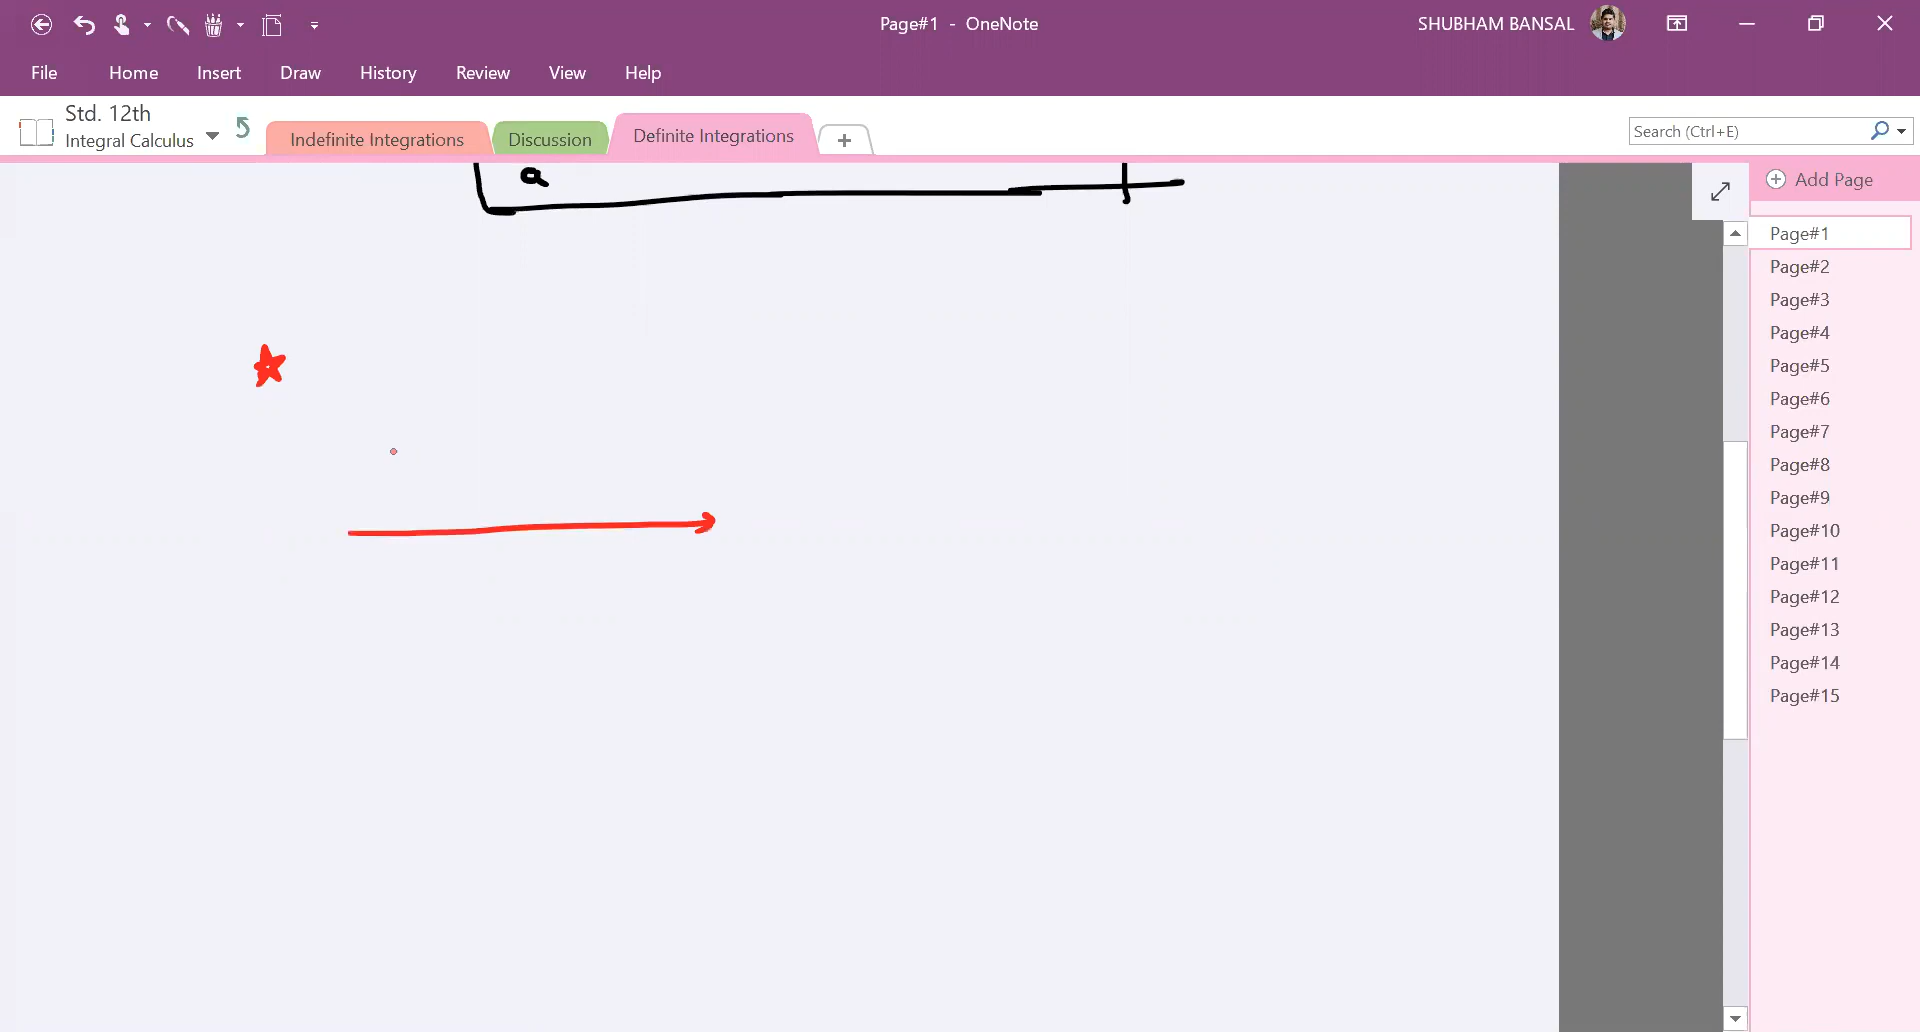 Page#1 - OneNote
SHUBHAM BANSAL
File Home Insert Draw History Review View Help
Std. 12th
Integral Calculus
Indefinite Integrations
Discussion
Definite Integrations
Search (Ctrl+E)
a
Add Page
Page#1
Page#2
Page#3
Page#4
Page#5
Page#6
Page#7
Page#8
Page#9
Page#10
Page#11
Page#12
Page#13
Page#14
Page#15